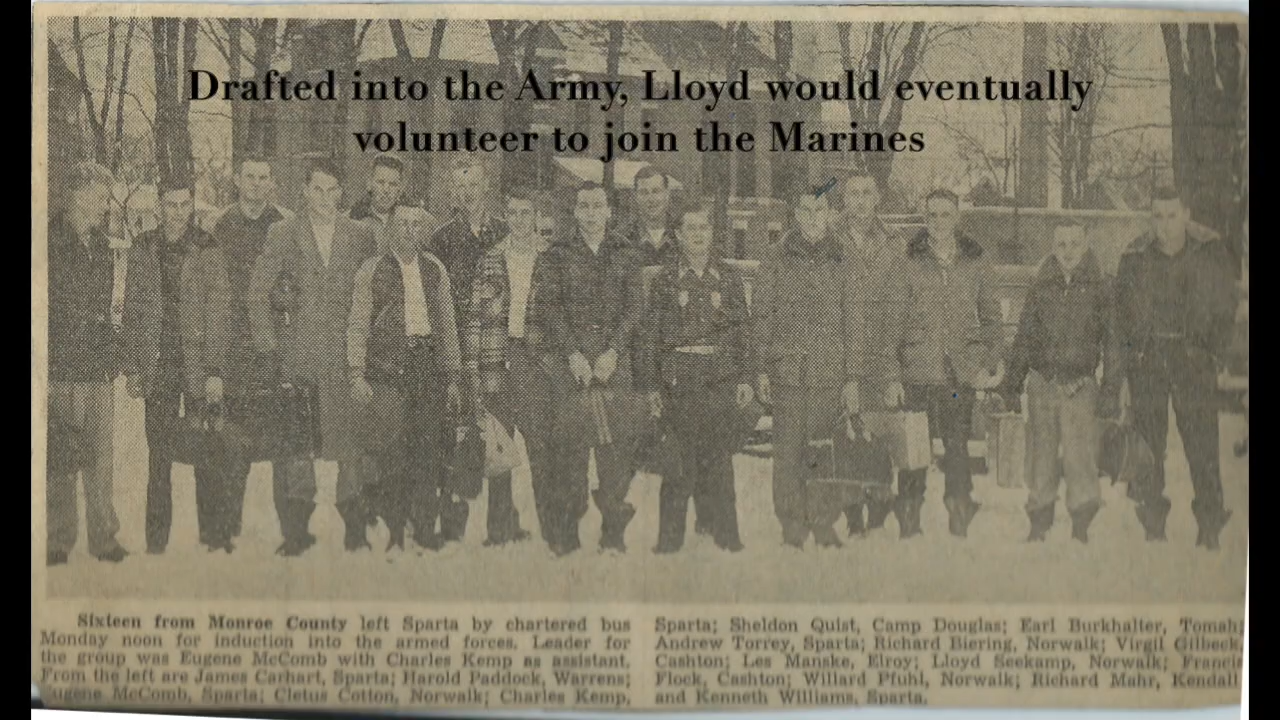 Drafted into the Army, Lloyd would eventually
volunteer to join the Marines
Sixteen from Monroe County left Sparta by chartered bus
Monday noon for induction into the armed forces. Leader for
the group was Eugene McComb with Charles Kemp as assistant.
From the left are James Carhart, Sparta; Harold Paddock, Warrens;
Eugene McComb, Sparta; Cletus Cotton, Norwalk; Charles Kemp,
Sparta; Sheldon Quist, Camp Douglas; Earl Burkhalter, Tomah;
Andrew Torrey, Sparta; Richard Biering, Norwalk; Virgil Gilbeck,
Cashton; Les Manske, Elroy; Lloyd Seekamp, Norwalk; Francis
Flock, Cashton; Willard Pfuhl, Norwalk; Richard Mahr, Kendall
and Kenneth Williams, Sparta.